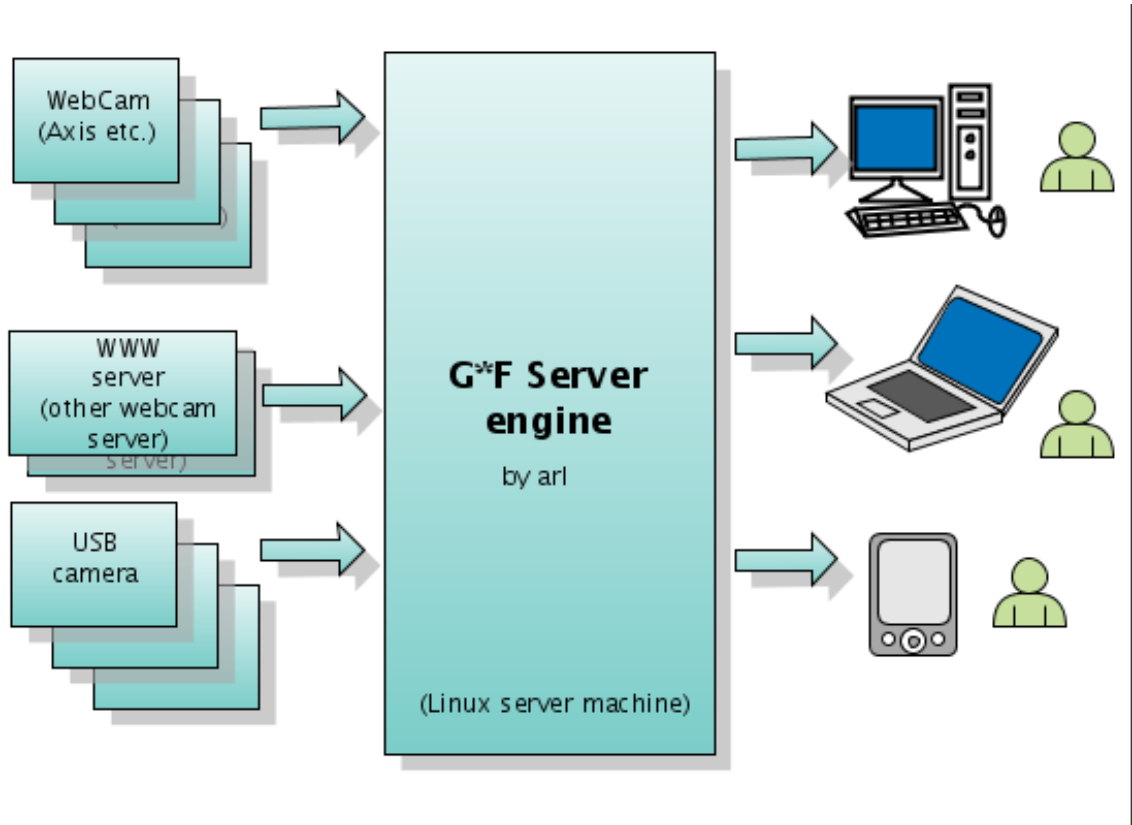 WebCam
(Axis etc.)
WWW
server
(other webcam
server)
server)
USB
camera
G*F Server
engine
by arl
(Linux server machine)